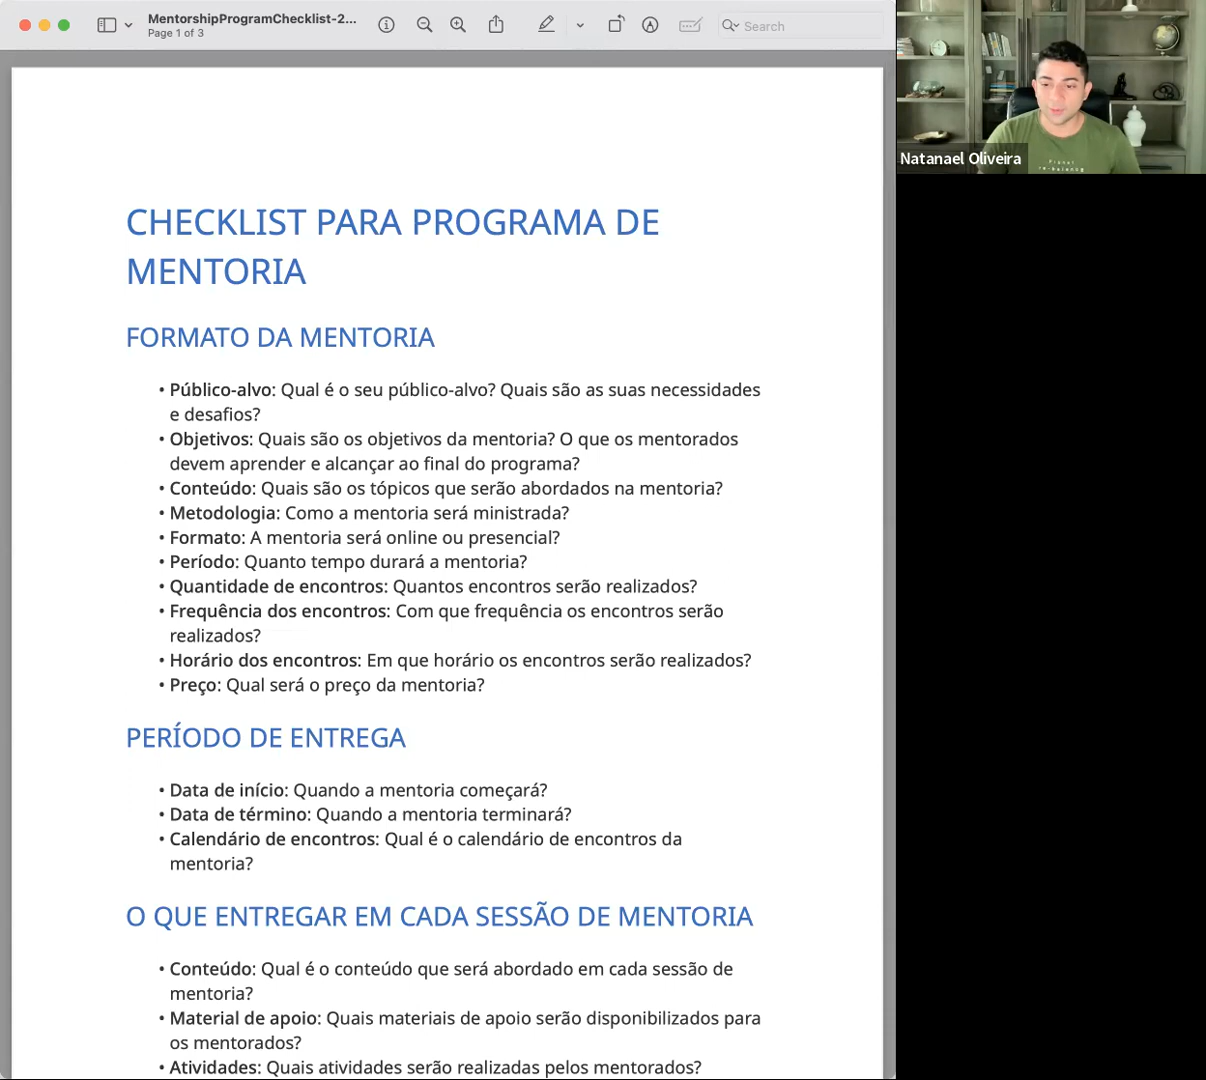 MentorshipProgramChecklist-2...
Page 1 of 3
Search
Natanael Oliveira
Planet
re-balancing
CHECKLIST PARA PROGRAMA DE
MENTORIA
FORMATO DA MENTORIA
• Público-alvo: Qual é o seu público-alvo? Quais são as suas necessidades
e desafios?
• Objetivos: Quais são os objetivos da mentoria? O que os mentorados
devem aprender e alcançar ao final do programa?
• Conteúdo: Quais são os tópicos que serão abordados na mentoria?
• Metodologia: Como a mentoria será ministrada?
• Formato: A mentoria será online ou presencial?
• Período: Quanto tempo durará a mentoria?
• Quantidade de encontros: Quantos encontros serão realizados?
• Frequência dos encontros: Com que frequência os encontros serão
realizados?
• Horário dos encontros: Em que horário os encontros serão realizados?
• Preço: Qual será o preço da mentoria?
PERÍODO DE ENTREGA
• Data de início: Quando a mentoria começará?
• Data de término: Quando a mentoria terminará?
• Calendário de encontros: Qual é o calendário de encontros da
mentoria?
O QUE ENTREGAR EM CADA SESSÃO DE MENTORIA
• Conteúdo: Qual é o conteúdo que será abordado em cada sessão de
mentoria?
• Material de apoio: Quais materiais de apoio serão disponibilizados para
os mentorados?
• Atividades: Quais atividades serão realizadas pelos mentorados?